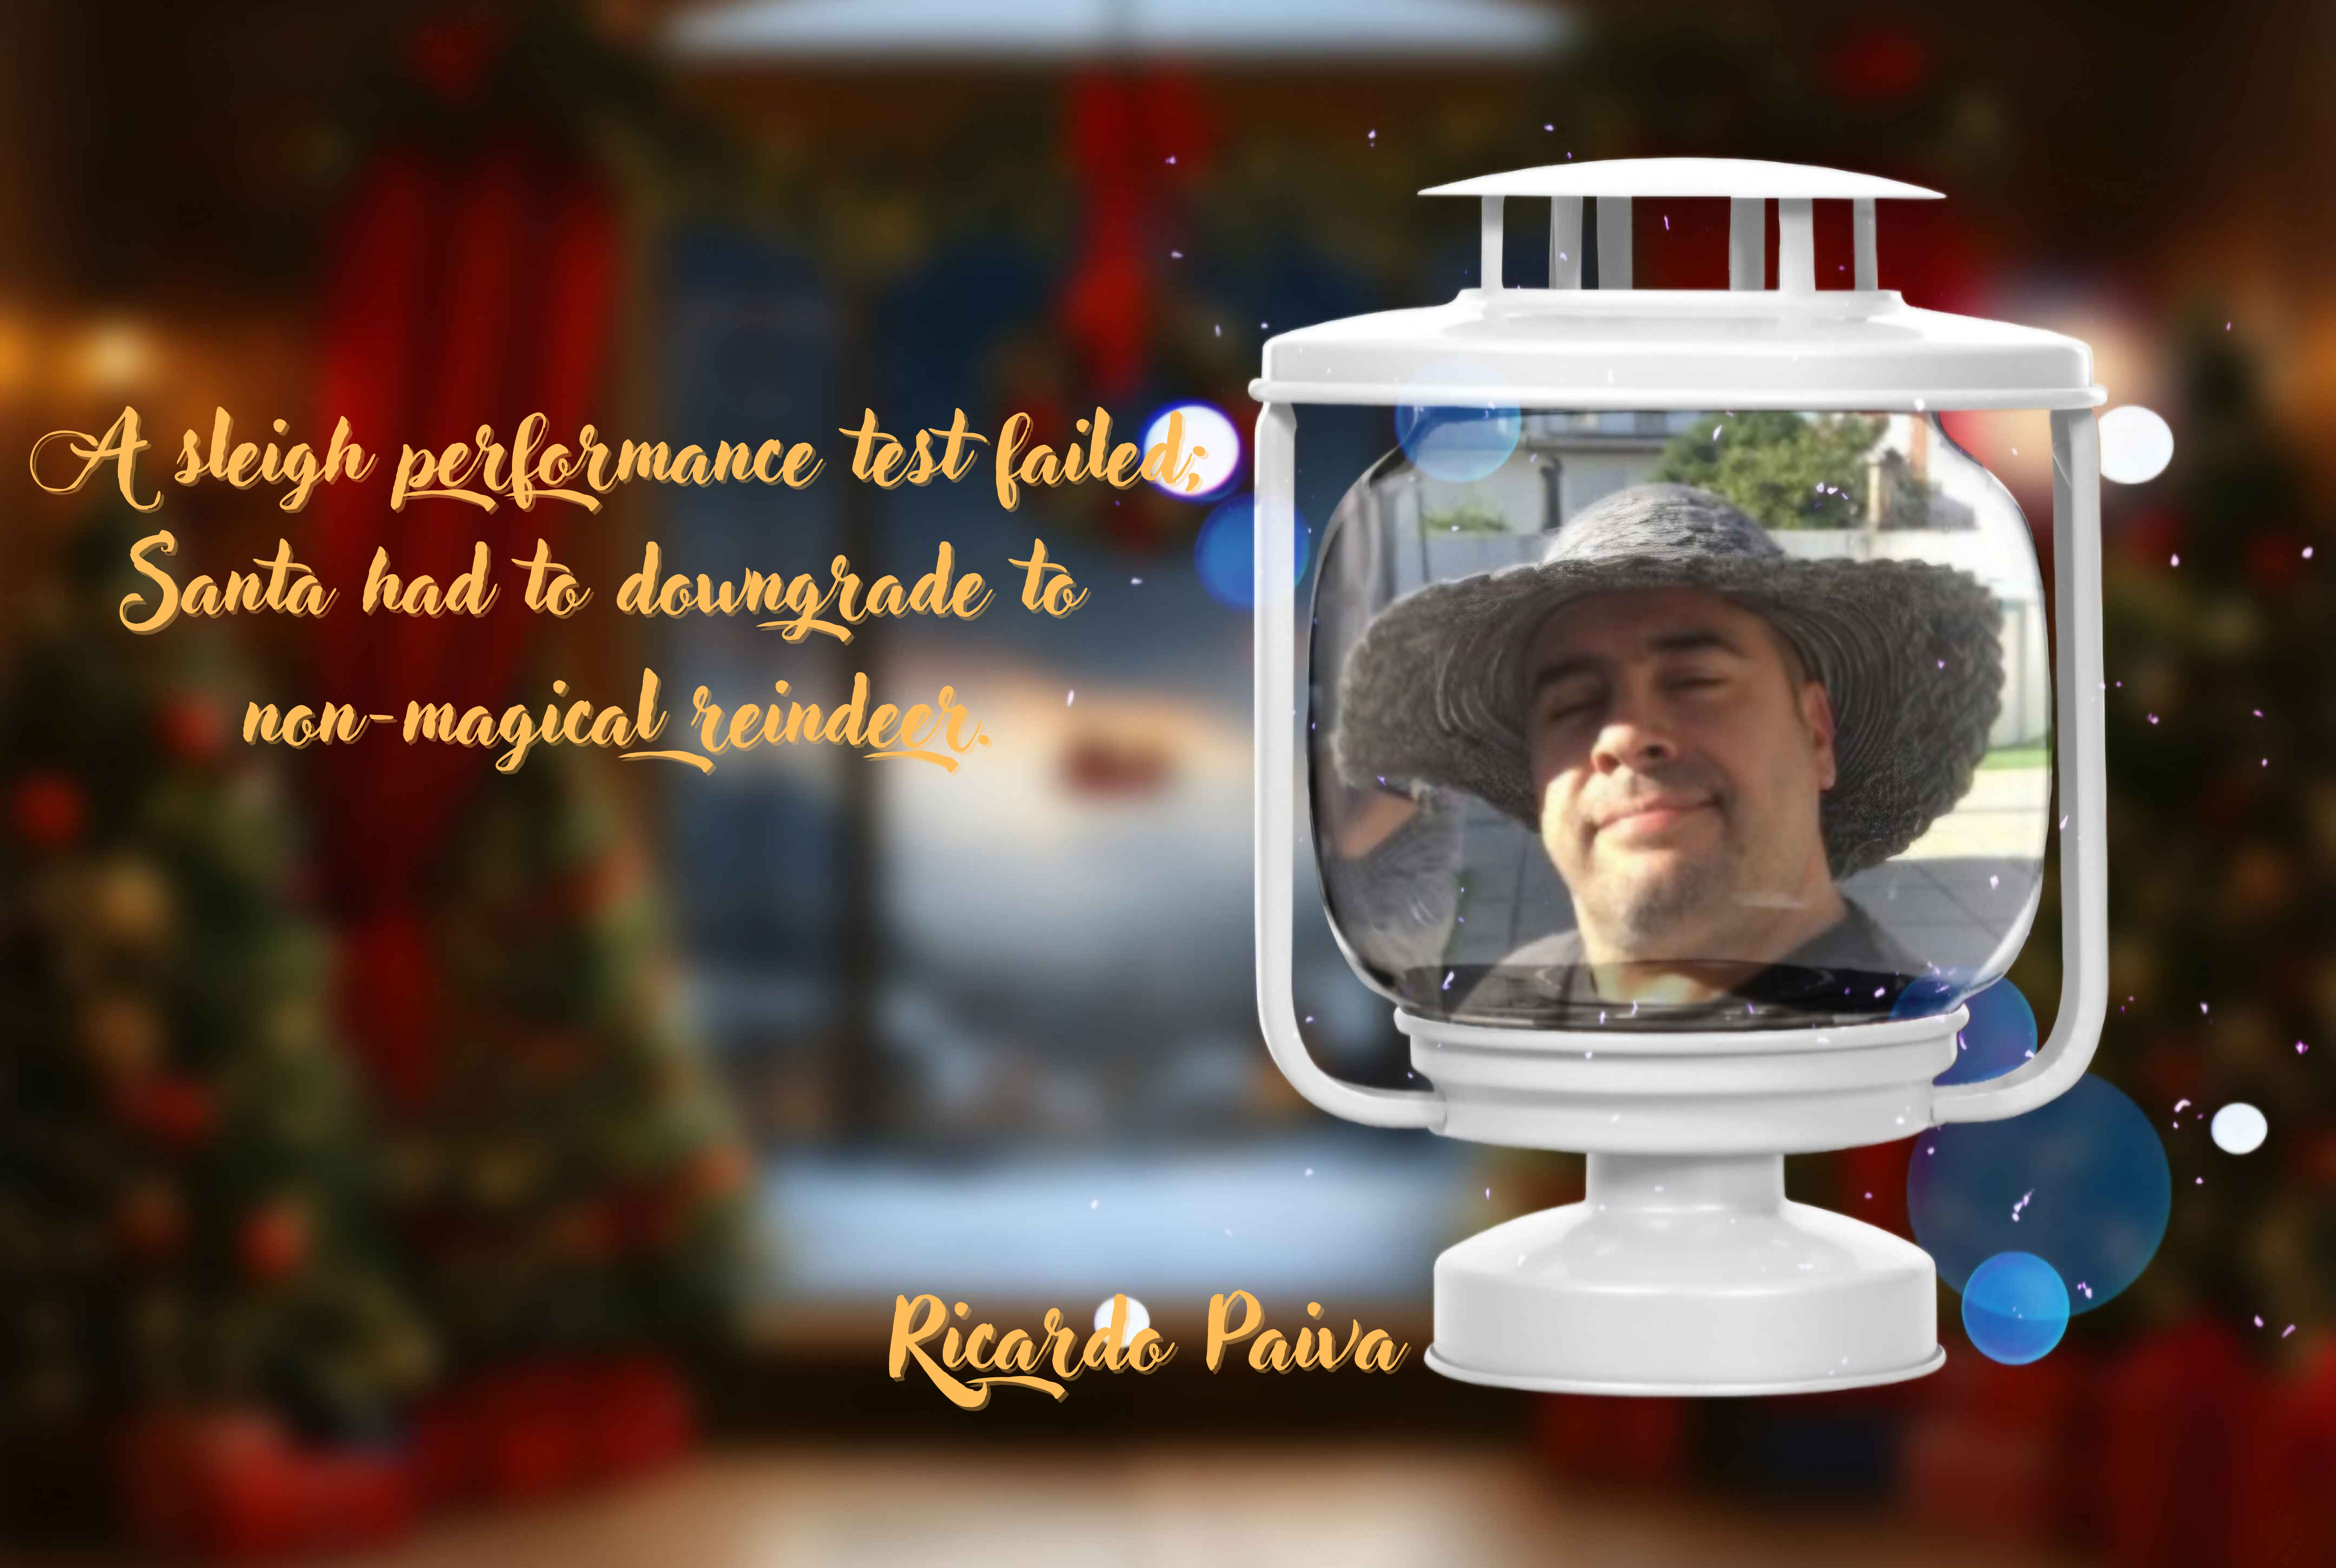 A sleigh performance test failed;
Santa had to downgrade to
non-magical reindeer.
Ricardo Paiva